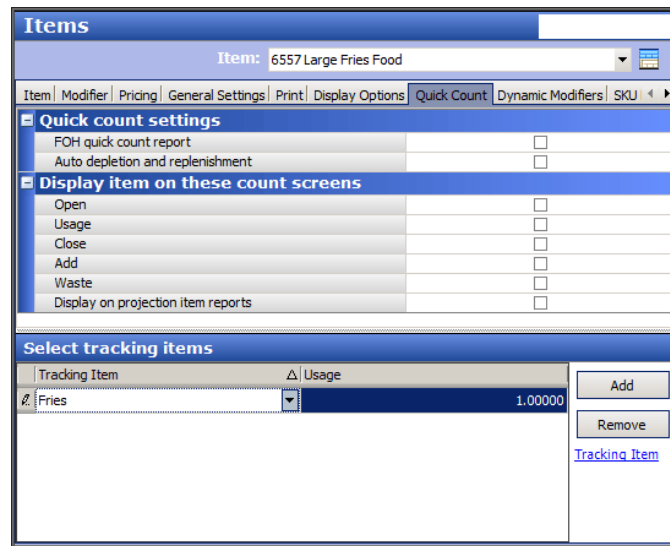 Items
Item: 6557 Large Fries Food
Item Modifier Pricing General Settings Print Display Options Quick Count Dynamic Modifiers SKU
Quick count settings
FOH quick count report
Auto depletion and replenishment
Display item on these count screens
Open
Usage
Close
Add
Waste
Display on projection item reports
Select tracking items
Tracking Item Usage
Fries 1.00000
Add
Remove
Tracking Item